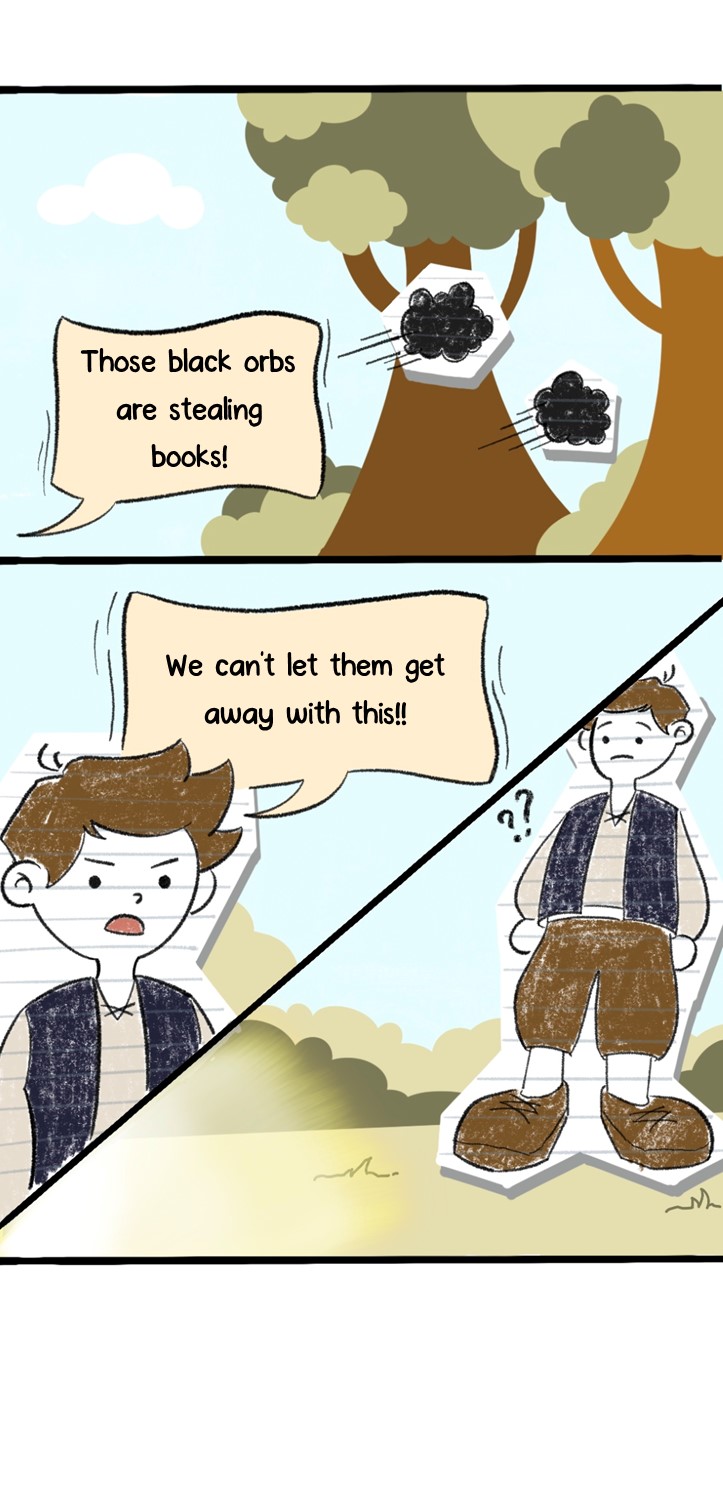 Those black orbs
are stealing
books!
We can't let them get
away with this!!
??